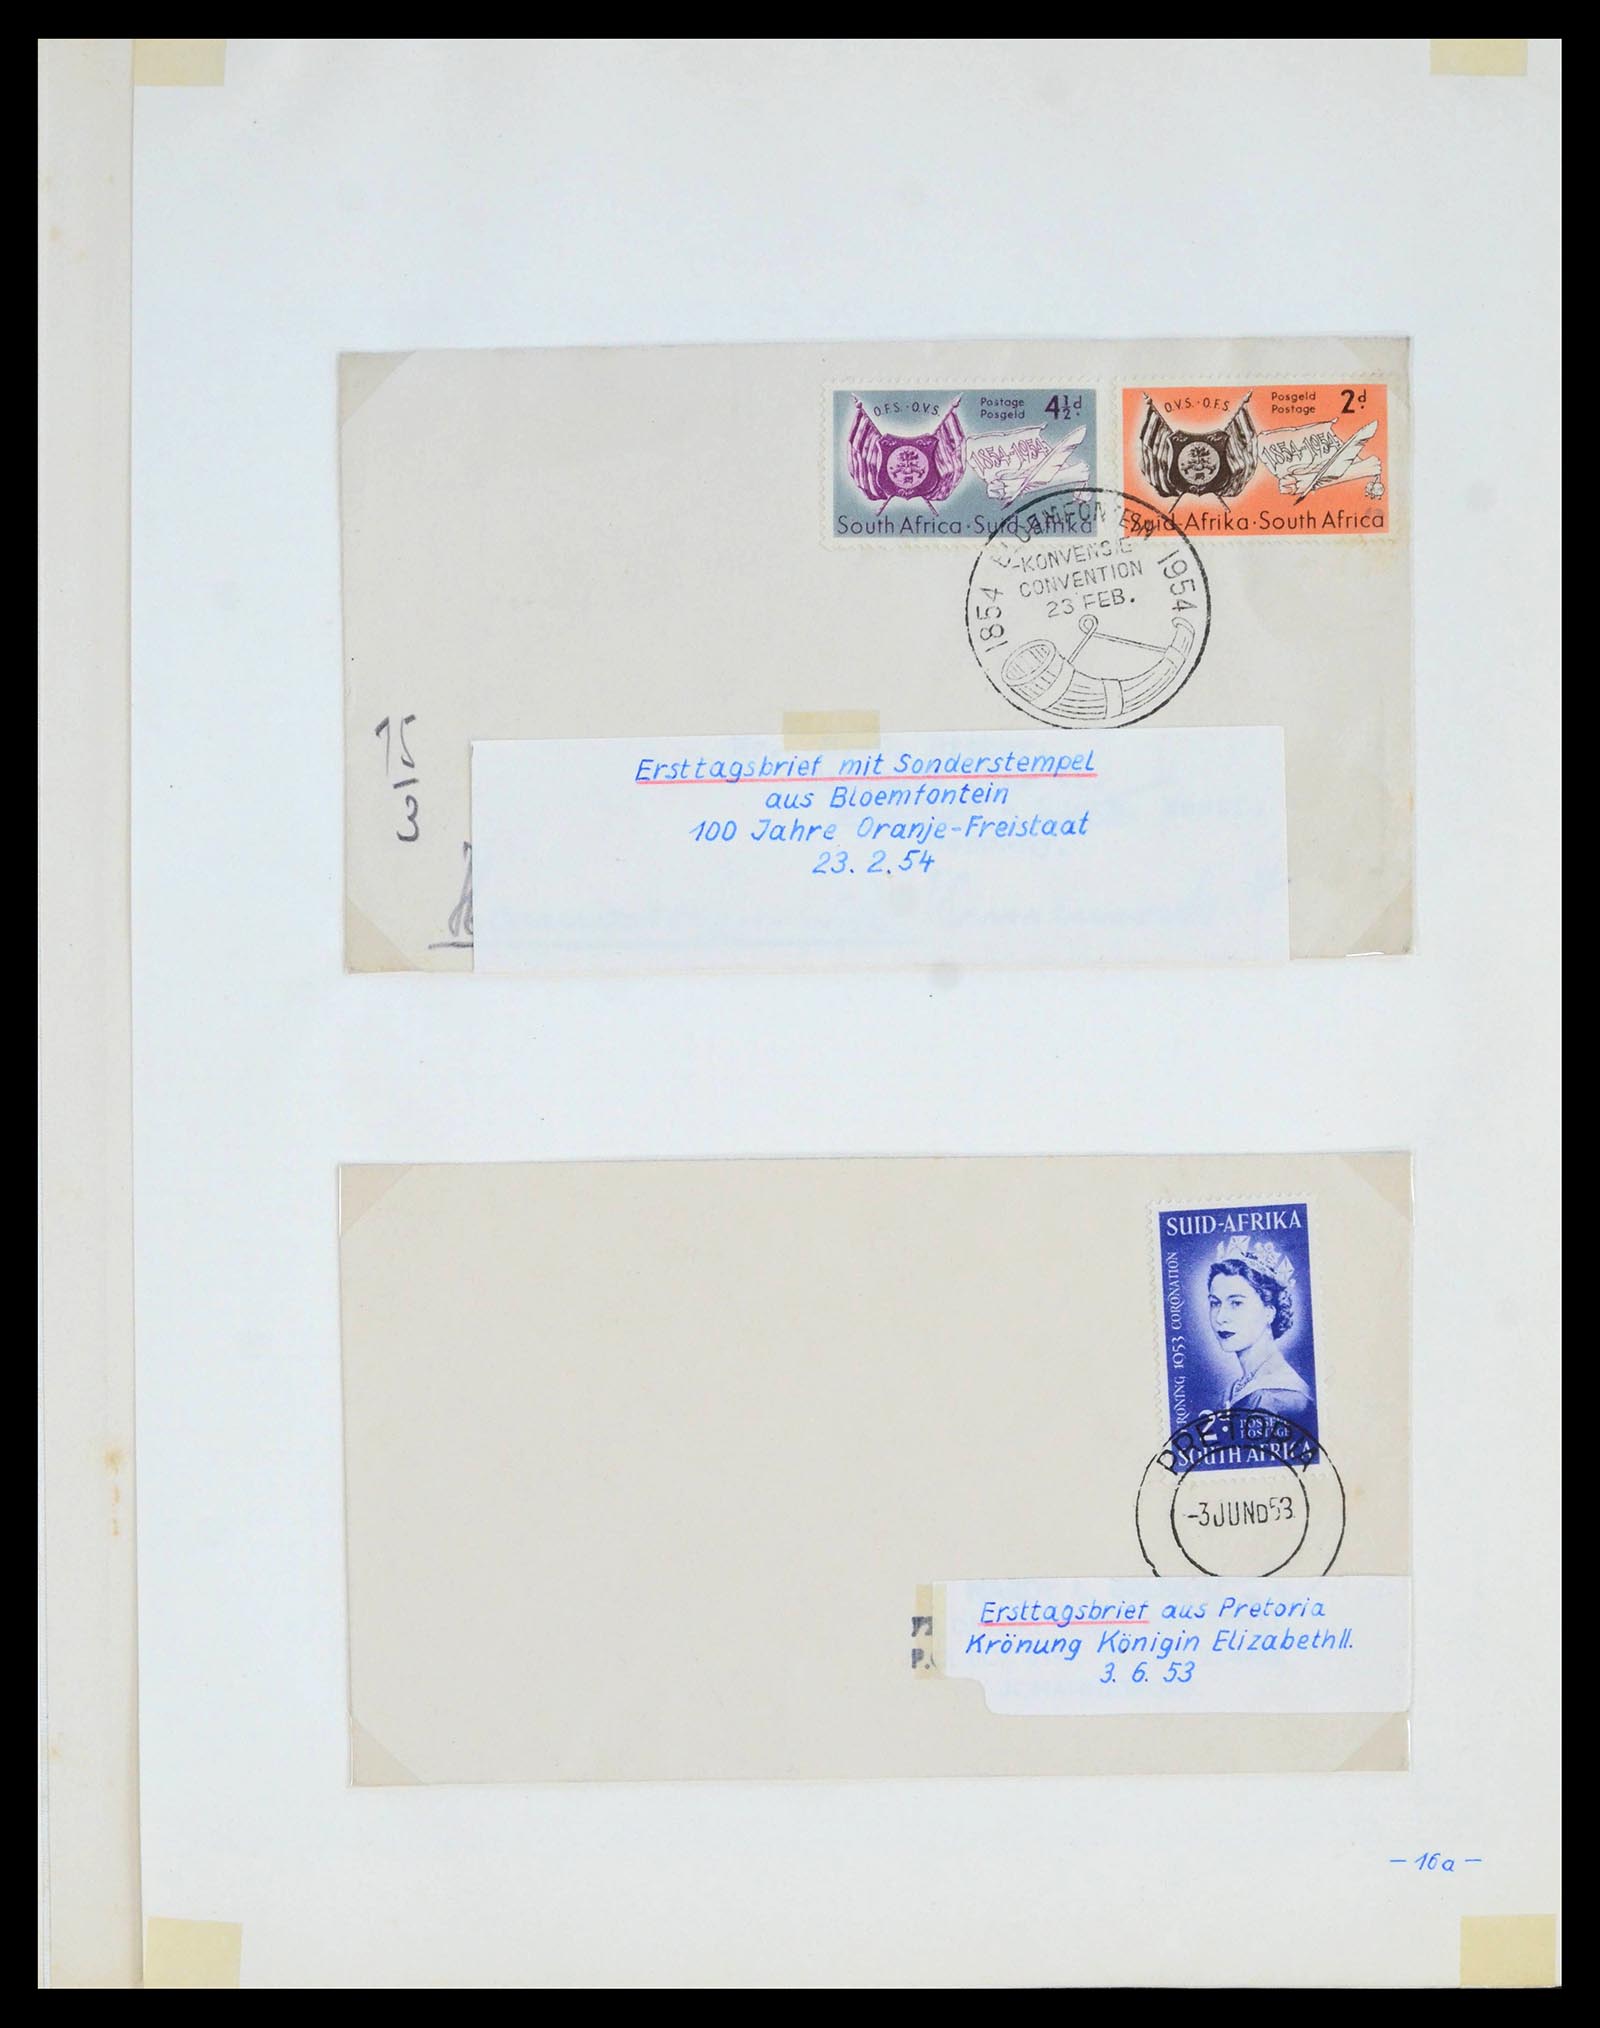 O.F.S. · O.V.S.
Postage
Posgeld
4½d.
1854-1954
South Africa · Suid-Afrika
O.V.S. · O.F.S.
Posgeld
Postage
2d.
1854-1954
Suid-Afrika · South Africa
1854 BLOEMFONTEIN 1954
KONVENSIE
CONVENTION
23 FEB.
Ersttagsbrief mit Sonderstempel
aus Bloemfontein
100 Jahre Oranje-Freistaat
23. 2. 54
SUID-AFRIKA
KRONING 1953 CORONATION
2d.
POSGELD
POSTAGE
SOUTH AFRICA
PRETORIA
-3 JUN 53
P.
Ersttagsbrief aus Pretoria
Krönung Königin Elizabeth II.
3. 6. 53
— 16a —